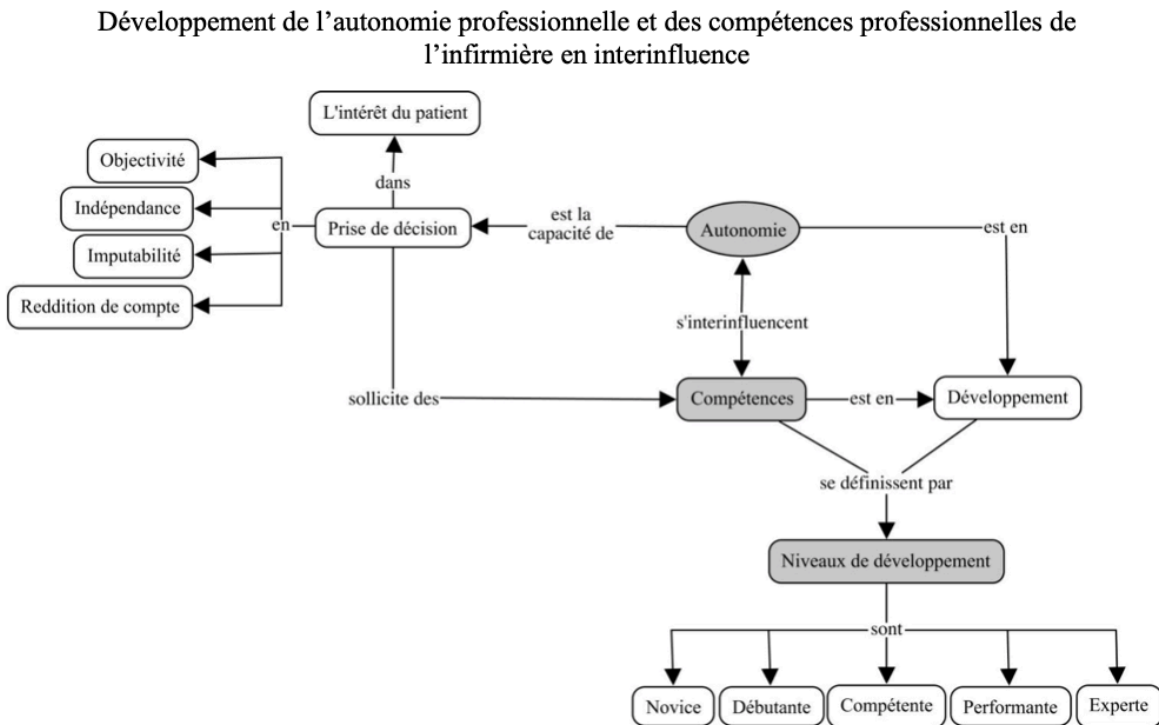 Développement de l’autonomie professionnelle et des compétences professionnelles de
l’infirmière en interinfluence
L'intérêt du patient
Objectivité
dans
Indépendance
en
Prise de décision
est la
capacité de
Autonomie
est en
Imputabilité
Reddition de compte
s'interinfluencent
sollicite des
Compétences
est en
Développement
se définissent par
Niveaux de développement
sont
Novice
Débutante
Compétente
Performante
Experte